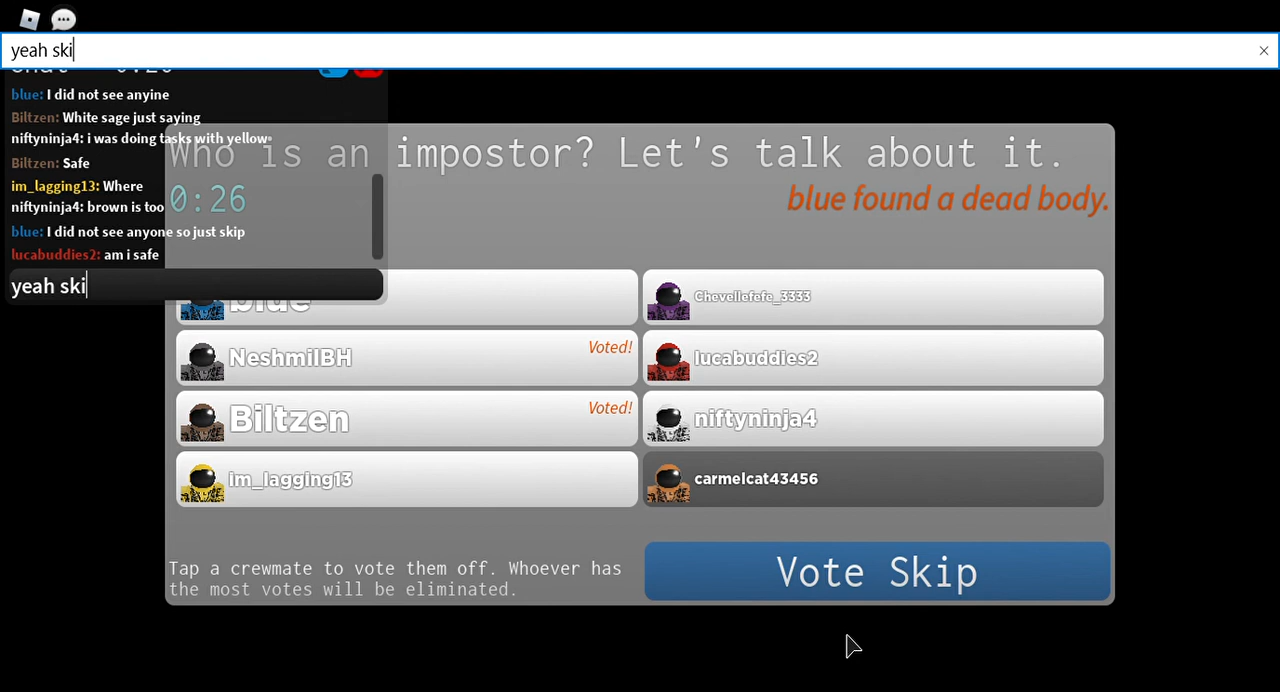 yeah ski
blue: I did not see anyine
Biltzen: White sage just saying
niftyninja4: i was doing tasks with yellow
Biltzen: Safe
im_lagging13: Where
niftyninja4: brown is too
blue: I did not see anyone so just skip
lucabuddies2: am i safe
yeah ski
Who is an impostor? Let's talk about it.
0:26
blue found a dead body.
blue
Chevellefefe_3333
NeshmilBH
Voted!
lucabuddies2
Biltzen
Voted!
niftyninja4
im_lagging13
carmelcat43456
Tap a crewmate to vote them off. Whoever has
the most votes will be eliminated.
Vote Skip